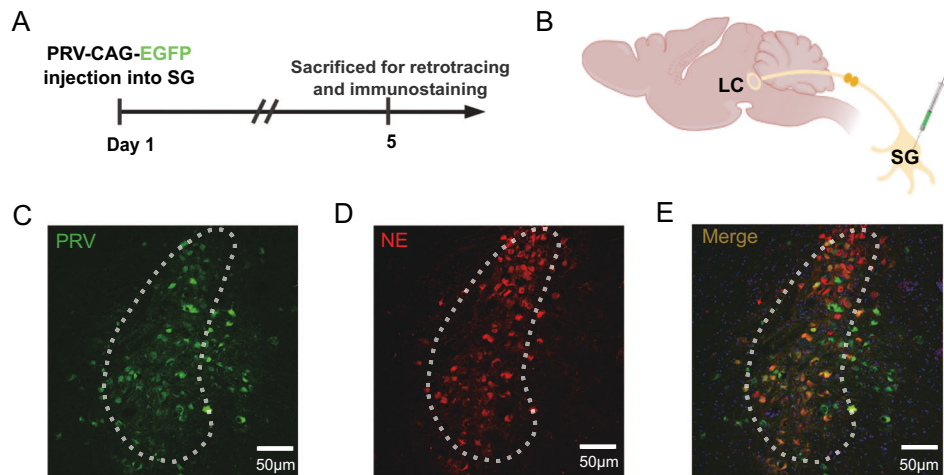 A
PRV-CAG-EGFP
injection into SG
Sacrificed for retrotracing
and immunostaining
Day 1
5
B
LC
SG
C
PRV
50μm
D
NE
50μm
E
Merge
50μm